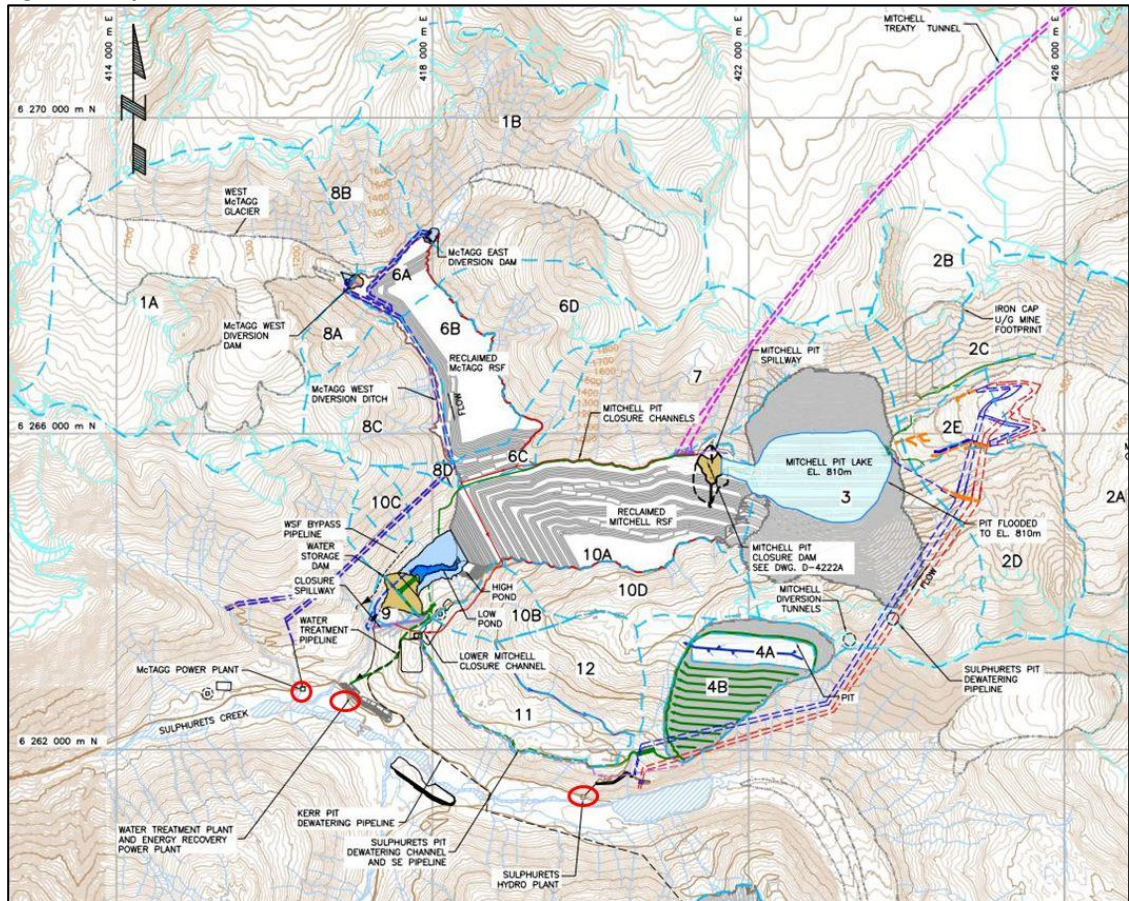 414 000 m E
418 000 m E
422 000 m E
426 000 m E
MITCHELL
TREATY TUNNEL
6 270 000 m N
1B
8B
WEST
McTAGG
GLACIER
McTAGG EAST
DIVERSION DAM
6A
2B
1A
6D
6B
IRON CAP
U/G MINE
FOOTPRINT
McTAGG WEST
DIVERSION
DAM
8A
2C
RECLAIMED
McTAGG RSF
MITCHELL PIT
SPILLWAY
7
McTAGG WEST
DIVERSION DITCH
MITCHELL PIT
CLOSURE CHANNELS
FLOW
2E
6 266 000 m N
8C
6C
MITCHELL PIT LAKE
EL. 810m
8D
3
2A
10C
RECLAIMED
MITCHELL RSF
WSF BYPASS
PIPELINE
PIT FLOODED
TO EL. 810m
WATER
STORAGE
DAM
10A
MITCHELL PIT
CLOSURE DAM
SEE DWG. D-4222A
2D
CLOSURE
SPILLWAY
10D
FLOW
HIGH
POND
MITCHELL
DIVERSION
TUNNELS
9
LOW
POND
10B
WATER
TREATMENT
PIPELINE
LOWER MITCHELL
CLOSURE CHANNEL
12
4A
PIT
SULPHURETS PIT
DEWATERING
PIPELINE
McTAGG POWER PLANT
4B
11
SULPHURETS CREEK
6 262 000 m N
KERR PIT
DEWATERING PIPELINE
WATER TREATMENT PLANT
AND ENERGY RECOVERY
POWER PLANT
SULPHURETS PIT
DEWATERING CHANNEL
AND SE PIPELINE
SULPHURETS
HYDRO PLANT